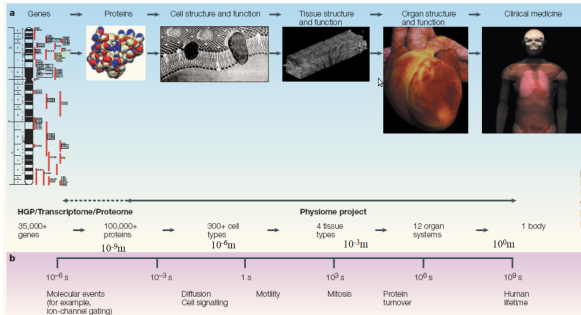 a Genes Proteins Cell structure and function Tissue structure and function Organ structure and function Clinical medicine
HGP/Transcriptome/Proteome Physiome project
35,000+ genes 100,000+ proteins 300+ cell types 4 tissue types 12 organ systems 1 body
10⁻⁹m 10⁻⁶m 10⁻³m 10⁰m
b
10⁻⁶ s 10⁻³ s 1 s 10³ s 10⁶ s 10⁹ s
Molecular events (for example, ion-channel gating) Diffusion Cell signalling Motility Mitosis Protein turnover Human lifetime